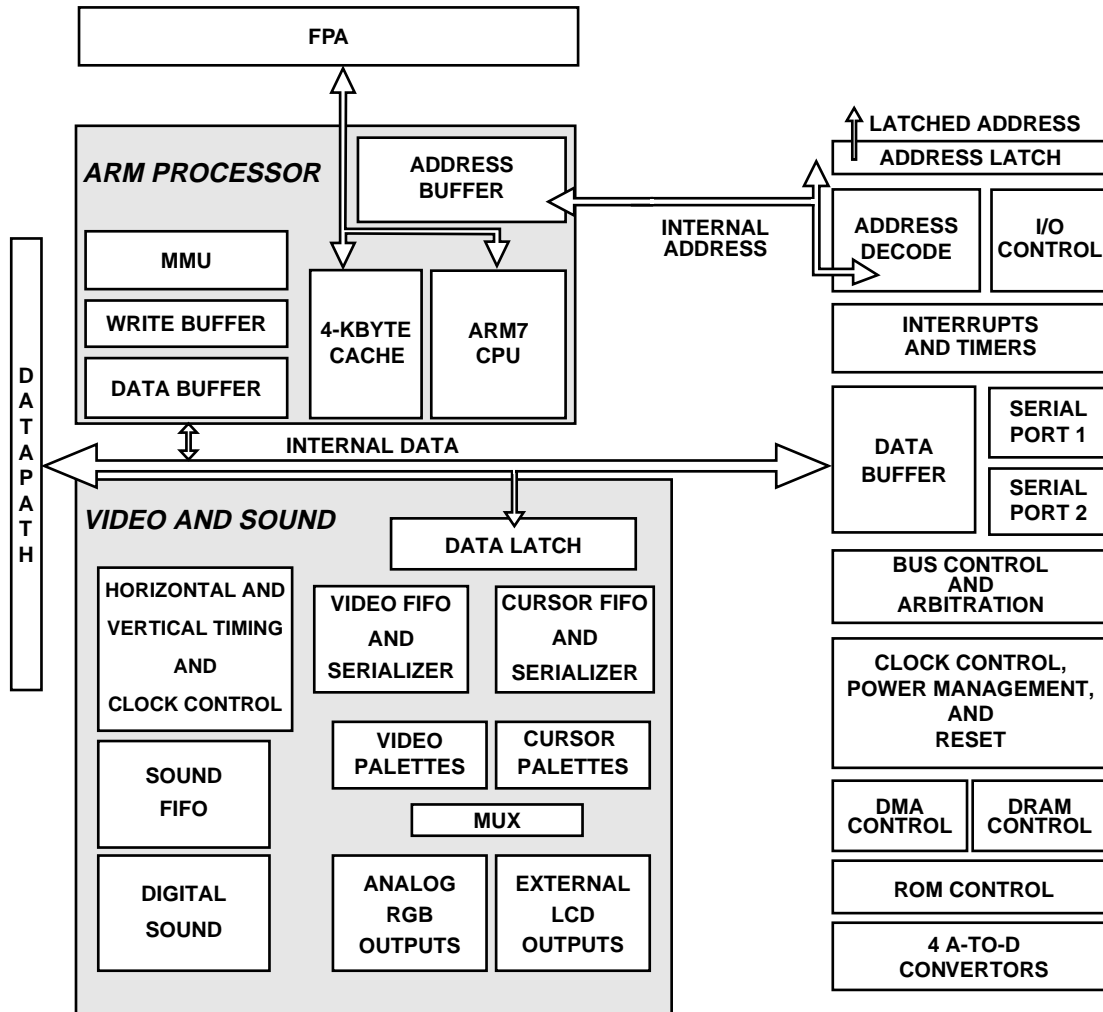 FPA
ARM PROCESSOR
ADDRESS
BUFFER
MMU
WRITE BUFFER
DATA BUFFER
4-KBYTE
CACHE
ARM7
CPU
INTERNAL
ADDRESS
LATCHED ADDRESS
ADDRESS LATCH
ADDRESS
DECODE
I/O
CONTROL
INTERRUPTS
AND TIMERS
DATAPATH
INTERNAL DATA
DATA
BUFFER
SERIAL
PORT 1
SERIAL
PORT 2
VIDEO AND SOUND
DATA LATCH
HORIZONTAL AND
VERTICAL TIMING
AND
CLOCK CONTROL
VIDEO FIFO
AND
SERIALIZER
CURSOR FIFO
AND
SERIALIZER
SOUND
FIFO
VIDEO
PALETTES
CURSOR
PALETTES
MUX
DIGITAL
SOUND
ANALOG
RGB
OUTPUTS
EXTERNAL
LCD
OUTPUTS
BUS CONTROL
AND
ARBITRATION
CLOCK CONTROL,
POWER MANAGEMENT,
AND
RESET
DMA
CONTROL
DRAM
CONTROL
ROM CONTROL
4 A-TO-D
CONVERTORS